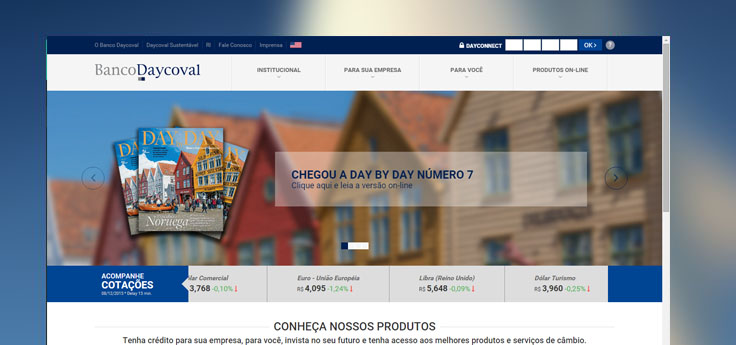 O Banco Daycoval Daycoval Sustentável RI Fale Conosco Imprensa DAYCONNECT OK > ?
BancoDaycoval
INSTITUCIONAL PARA SUA EMPRESA PARA VOCÊ PRODUTOS ON-LINE
DAY DAY
CHEGOU A DAY BY DAY NÚMERO 7
Clique aqui e leia a versão on-line
Noruega
ACOMPANHE
COTAÇÕES
08/12/2015 * Delay 15 min.
lar Comercial
3,768 -0,10%↓
Euro - União Européia
R$ 4,095 -1,24%↓
Libra (Reino Unido)
R$ 5,648 -0,09%↓
Dólar Turismo
R$ 3,960 -0,25%↓
CONHEÇA NOSSOS PRODUTOS
Tenha crédito para sua empresa, para você, invista no seu futuro e tenha acesso aos melhores produtos e serviços de câmbio.